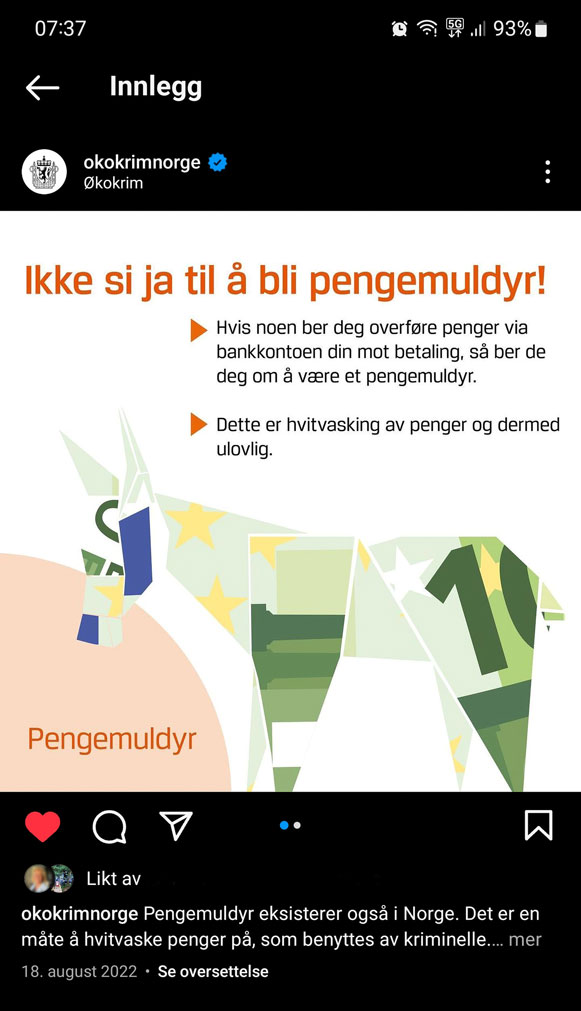 07:37
5G
93%
Innlegg
okokrimnorge
Økokrim
Ikke si ja til å bli pengemuldyr!
Hvis noen ber deg overføre penger via
bankkontoen din mot betaling, så ber de
deg om å være et pengemuldyr.
Dette er hvitvasking av penger og dermed
ulovlig.
10
Pengemuldyr
Likt av
okokrimnorge Pengemuldyr eksisterer også i Norge. Det er en
måte å hvitvaske penger på, som benyttes av kriminelle.... mer
18. august 2022 • Se oversettelse